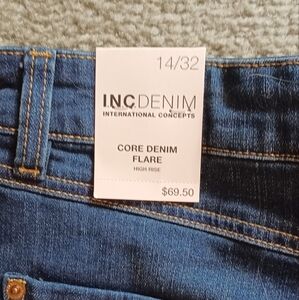 14/32
I.N.C.DENIM
INTERNATIONAL CONCEPTS
CORE DENIM
FLARE
HIGH RISE
$69.50